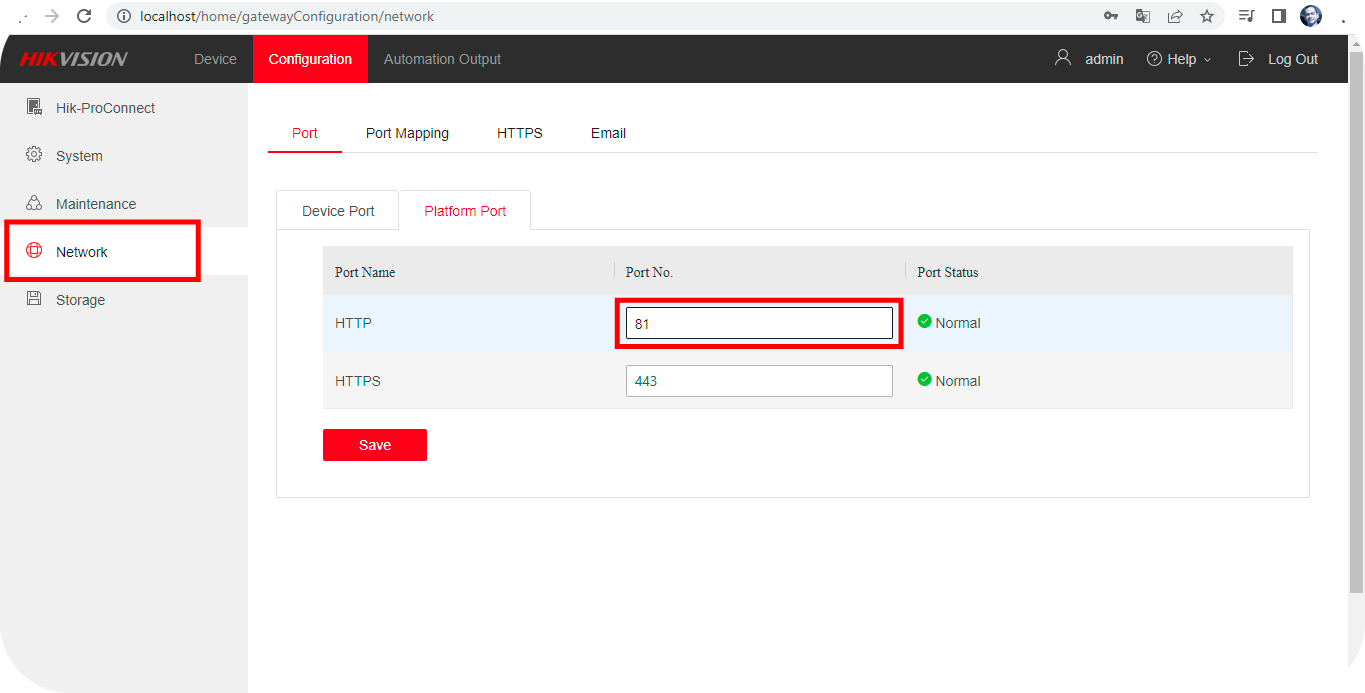 localhost/home/gatewayConfiguration/network
HIKVISION Device Configuration Automation Output admin Help Log Out
Hik-ProConnect
System
Maintenance
Network
Storage
Port Port Mapping HTTPS Email
Device Port Platform Port
Port Name Port No. Port Status
HTTP 81 Normal
HTTPS 443 Normal
Save